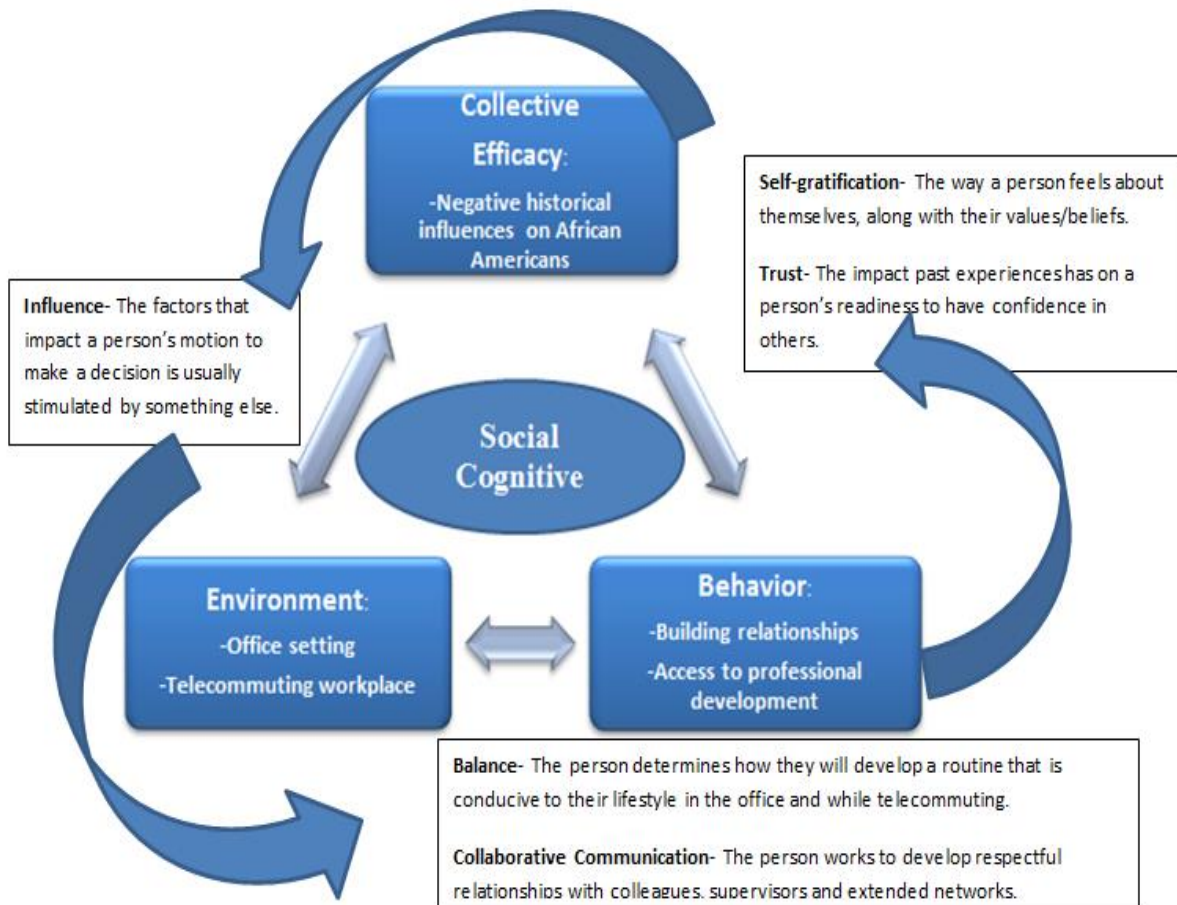 Collective
Efficacy:
-Negative historical
influences on African
Americans
Self-gratification- The way a person feels about
themselves, along with their values/beliefs.
Trust- The impact past experiences has on a
person's readiness to have confidence in
others.
Influence- The factors that
impact a person's motion to
make a decision is usually
stimulated by something else.
Social
Cognitive
Environment:
-Office setting
-Telecommuting workplace
Behavior:
-Building relationships
-Access to professional
development
Balance- The person determines how they will develop a routine that is
conducive to their lifestyle in the office and while telecommuting.
Collaborative Communication- The person works to develop respectful
relationships with colleagues, supervisors and extended networks.